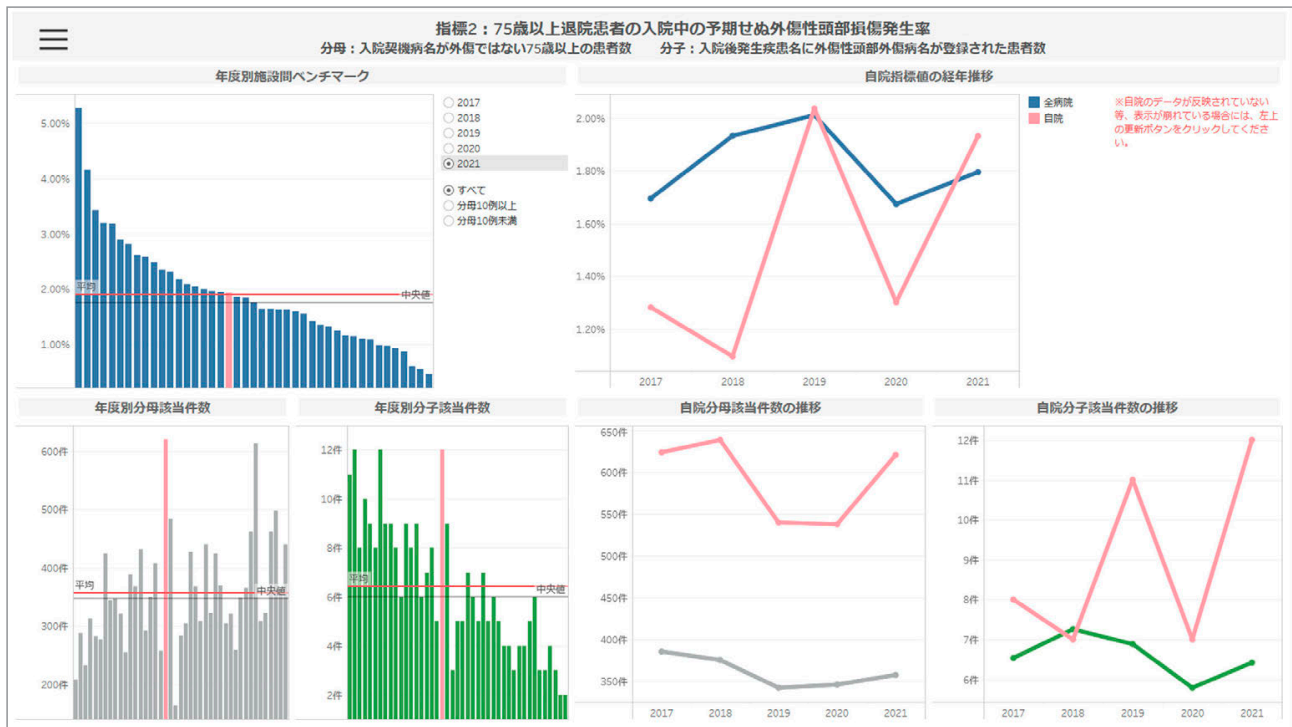 指標2：75歳以上退院患者の入院中の予期せぬ外傷性頭部損傷発生率
分母：入院契機病名が外傷ではない75歳以上の患者数　　分子：入院後発生疾患名に外傷性頭部外傷病名が登録された患者数
年度別施設間ベンチマーク
5.00%
4.00%
3.00%
2.00%
1.00%
平均
中央値
2017
2018
2019
2020
2021
すべて
分母10例以上
分母10例未満
自院指標値の経年推移
2.00%
1.80%
1.60%
1.40%
1.20%
2017
2018
2019
2020
2021
全病院
自院
※自院のデータが反映されていない
等、表示が崩れている場合には、左上
の更新ボタンをクリックしてくださ
い。
年度別分母該当件数
600件
500件
400件
300件
200件
平均
中央値
年度別分子該当件数
12件
10件
8件
6件
4件
2件
平均
中央値
自院分母該当件数の推移
650件
600件
550件
500件
450件
400件
350件
2017
2018
2019
2020
2021
自院分子該当件数の推移
12件
11件
10件
9件
8件
7件
6件
2017
2018
2019
2020
2021